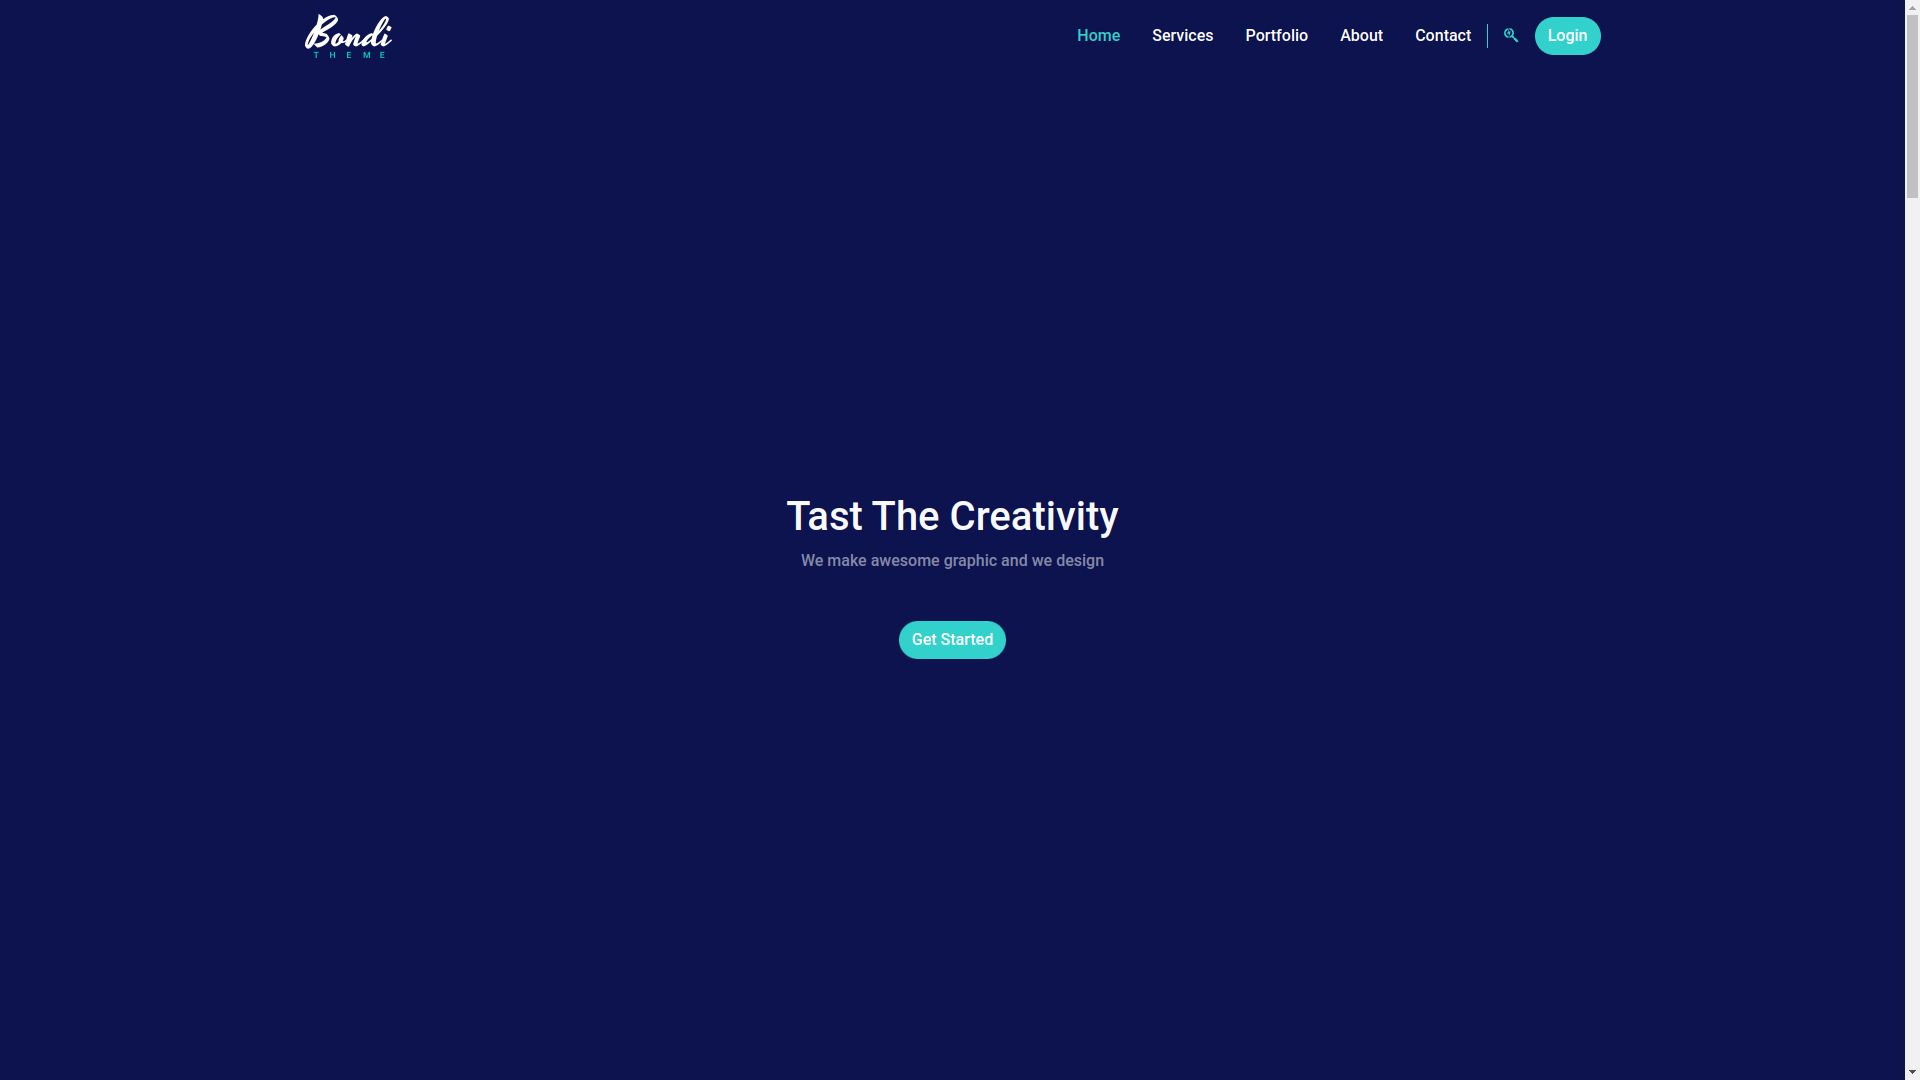 Bondi
THEME
Home Services Portfolio About Contact Login
Tast The Creativity
We make awesome graphic and we design
Get Started